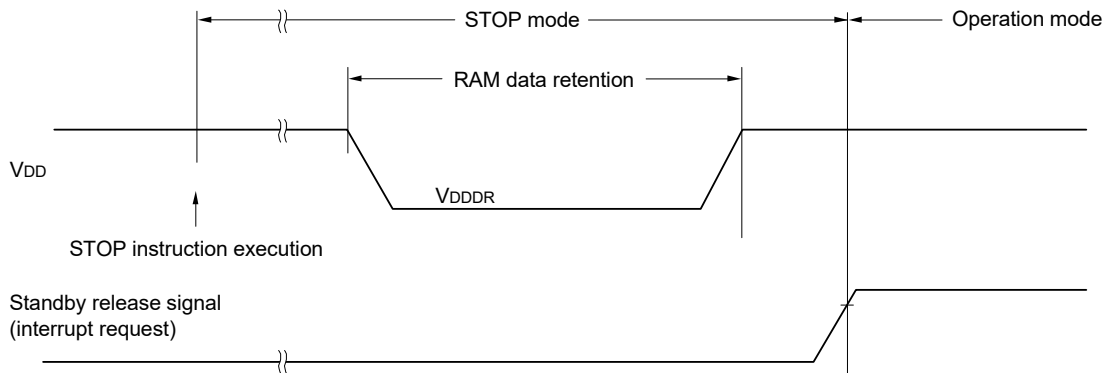 STOP mode
Operation mode
RAM data retention
VDD
VDDDR
STOP instruction execution
Standby release signal
(interrupt request)